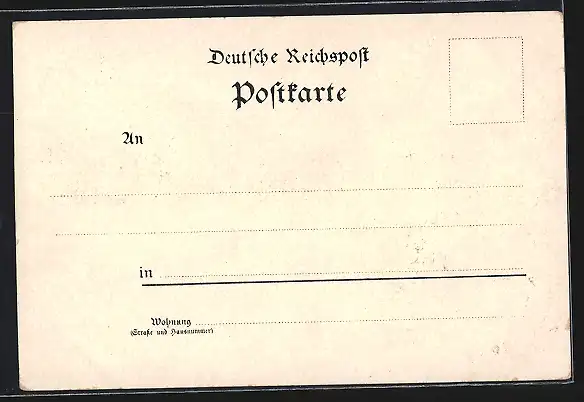 Deutsche Reichspost
Postkarte
An
in
Wohnung
(Straße und Hausnummer)